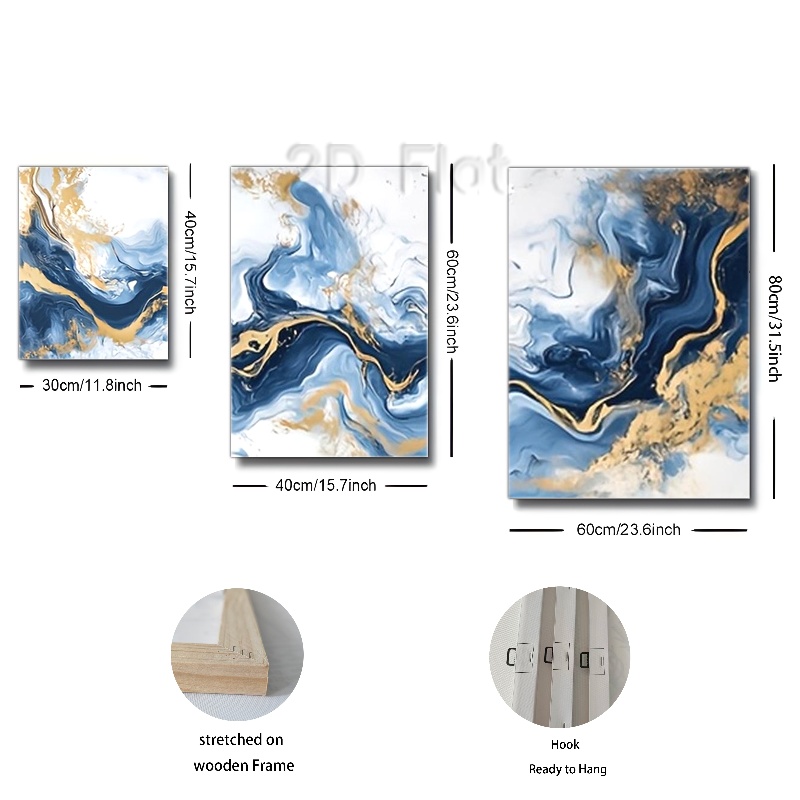 2D Flat
40cm/15.7inch
30cm/11.8inch
60cm/23.6inch
40cm/15.7inch
80cm/31.5inch
60cm/23.6inch
stretched on
wooden Frame
Hook
Ready to Hang